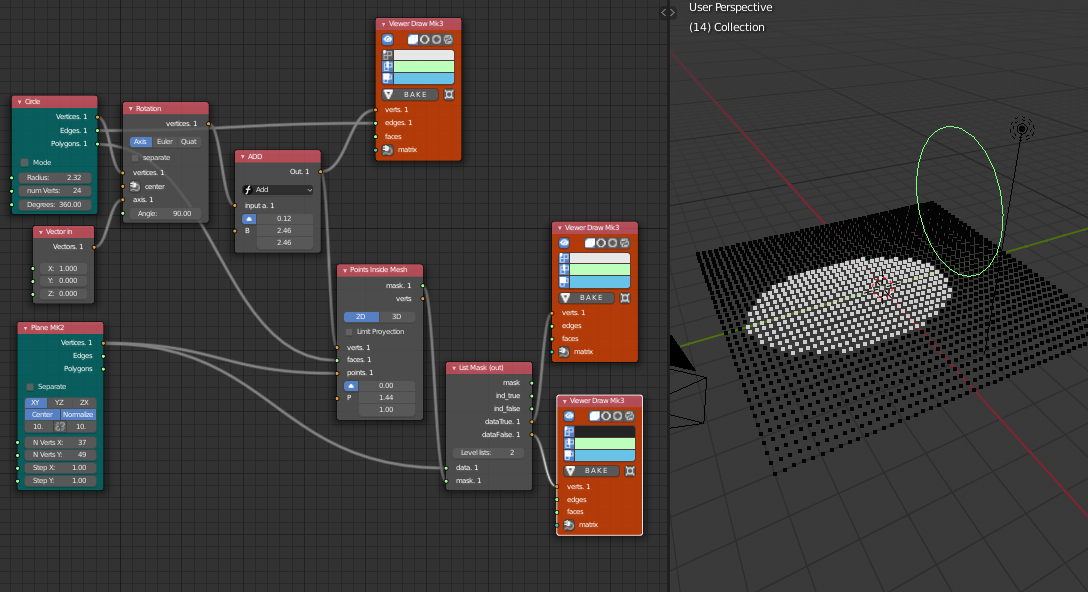 User Perspective
(14) Collection
Viewer Draw Mk3
BAKE
verts. 1
edges. 1
faces
matrix
Circle
Vertices. 1
Edges. 1
Polygons. 1
Mode
Radius: 2.32
num Verts: 24
Degrees: 360.00
Rotation
vertices. 1
Axis Euler Quat
separate
vertices. 1
center
axis. 1
Angle: 90.00
ADD
Out. 1
Add
input a. 1
0.12
B 2.46
2.46
Vector in
Vectors. 1
X: 1.000
Y: 0.000
Z: 0.000
Points Inside Mesh
mask. 1
verts
2D 3D
Limit Projection
verts. 1
faces. 1
points. 1
0.00
P 1.44
1.00
Plane MK2
Vertices. 1
Edges
Polygons
Separate
XY YZ ZX
Center Normalize
10. 10.
N Verts X: 37
N Verts Y: 49
Step X: 1.00
Step Y: 1.00
List Mask (out)
mask
ind_true
ind_false
dataTrue. 1
dataFalse. 1
Level lists: 2
data. 1
mask. 1
Viewer Draw Mk3
BAKE
verts. 1
edges
faces
matrix
Viewer Draw Mk3
BAKE
verts. 1
edges
faces
matrix